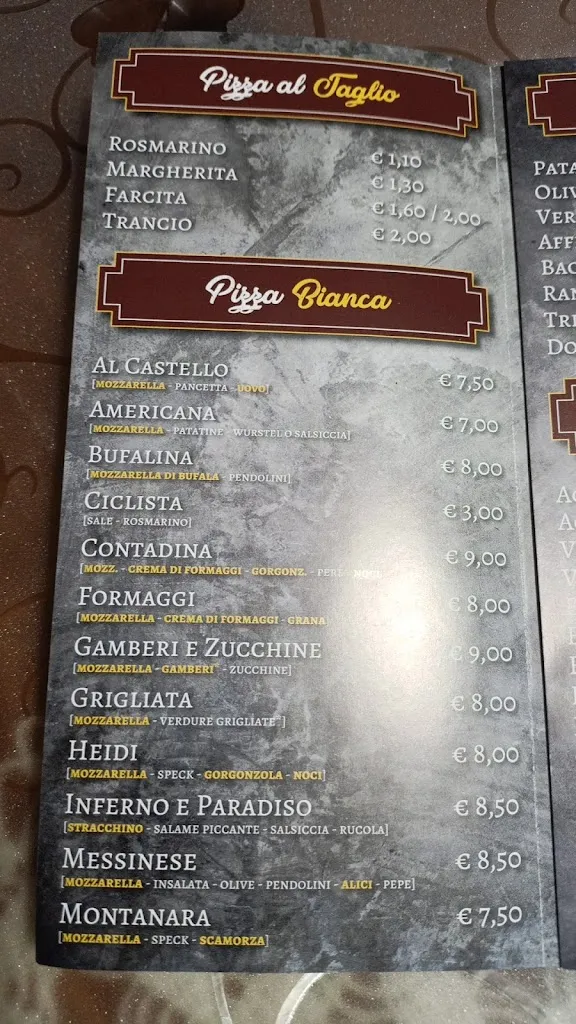 Pizza al Taglio
Rosmarino € 1,10
Margherita € 1,30
Farcita € 1,60 / 2,00
Trancio € 2,00
Pizza Bianca
Al Castello € 7,50
[mozzarella - pancetta - uovo]
Americana € 7,00
[mozzarella - patatine - wurstel o salsiccia]
Bufalina € 8,00
[mozzarella di bufala - pendolini]
Ciclista € 3,00
[sale - rosmarino]
Contadina € 9,00
[mozz. - crema di formaggi - gorgonz. - pere - noci]
Formaggi € 8,00
[mozzarella - crema di formaggi - grana
Gamberi e Zucchine € 9,00
[mozzarella - gamberi* - zucchine]
Grigliata € 8,00
[mozzarella - verdure grigliate*]
Heidi € 8,00
[mozzarella - speck - gorgonzola - noci]
Inferno e Paradiso € 8,50
[stracchino - salame piccante - salsiccia - rucola]
Messinese € 8,50
[mozzarella - insalata - olive - pendolini - alici - pepe]
Montanara € 7,50
[mozzarella - speck - scamorza]